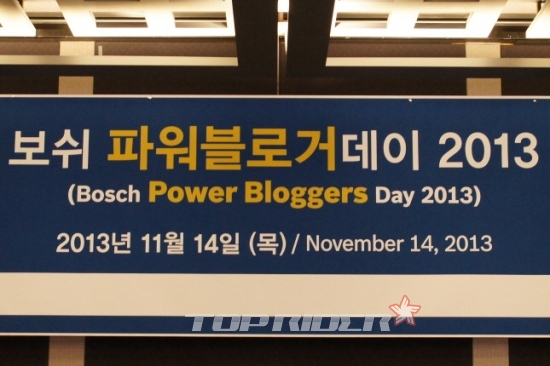 보쉬 파워블로거데이 2013
(Bosch Power Bloggers Day 2013)
2013년 11월 14일 (목) / November 14, 2013
TOPRIDER